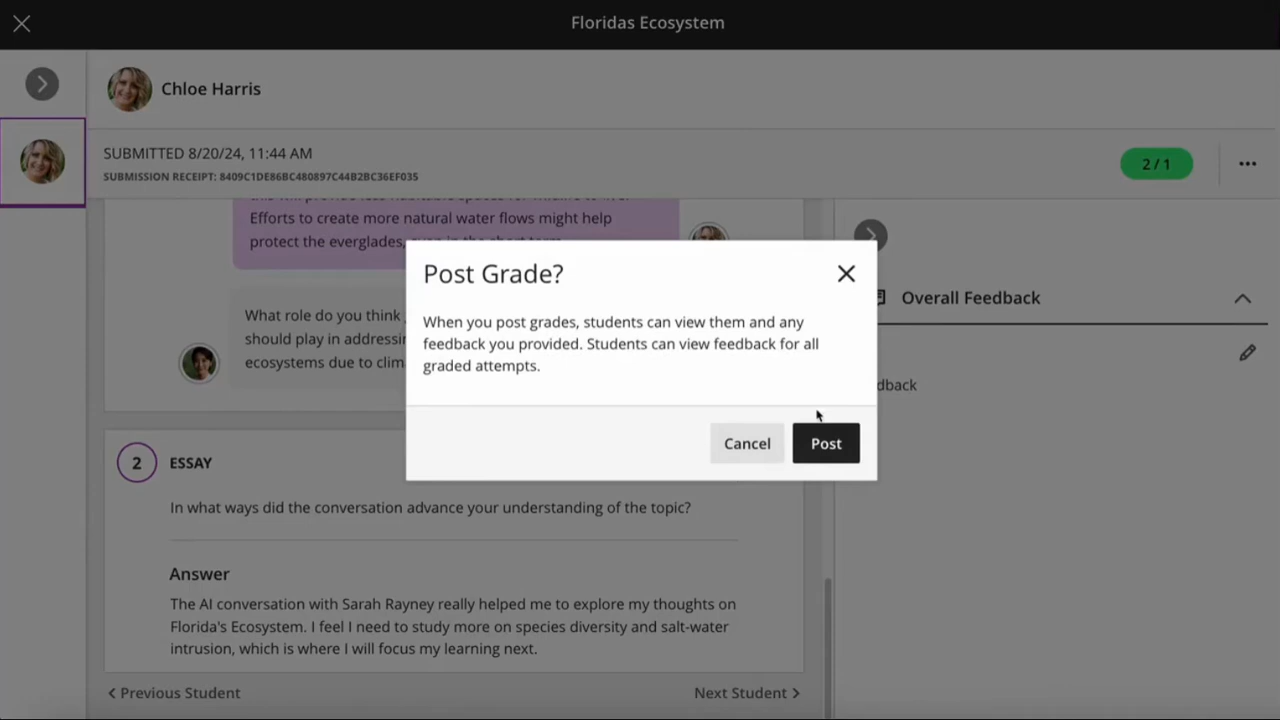 Floridas Ecosystem
Chloe Harris
SUBMITTED 8/20/24, 11:44 AM
2 / 1
SUBMISSION RECEIPT: 8409C1DE86BC480897C44B2BC36EF035
Efforts to create more natural water flows might help
protect the everglades,
What role do you think
should play in addressi
ecosystems due to clim
Post Grade?
When you post grades, students can view them and any
feedback you provided. Students can view feedback for all
graded attempts.
Cancel
Post
Overall Feedback
dback
2
ESSAY
In what ways did the conversation advance your understanding of the topic?
Answer
The AI conversation with Sarah Rayney really helped me to explore my thoughts on
Florida's Ecosystem. I feel I need to study more on species diversity and salt-water
intrusion, which is where I will focus my learning next.
Previous Student
Next Student